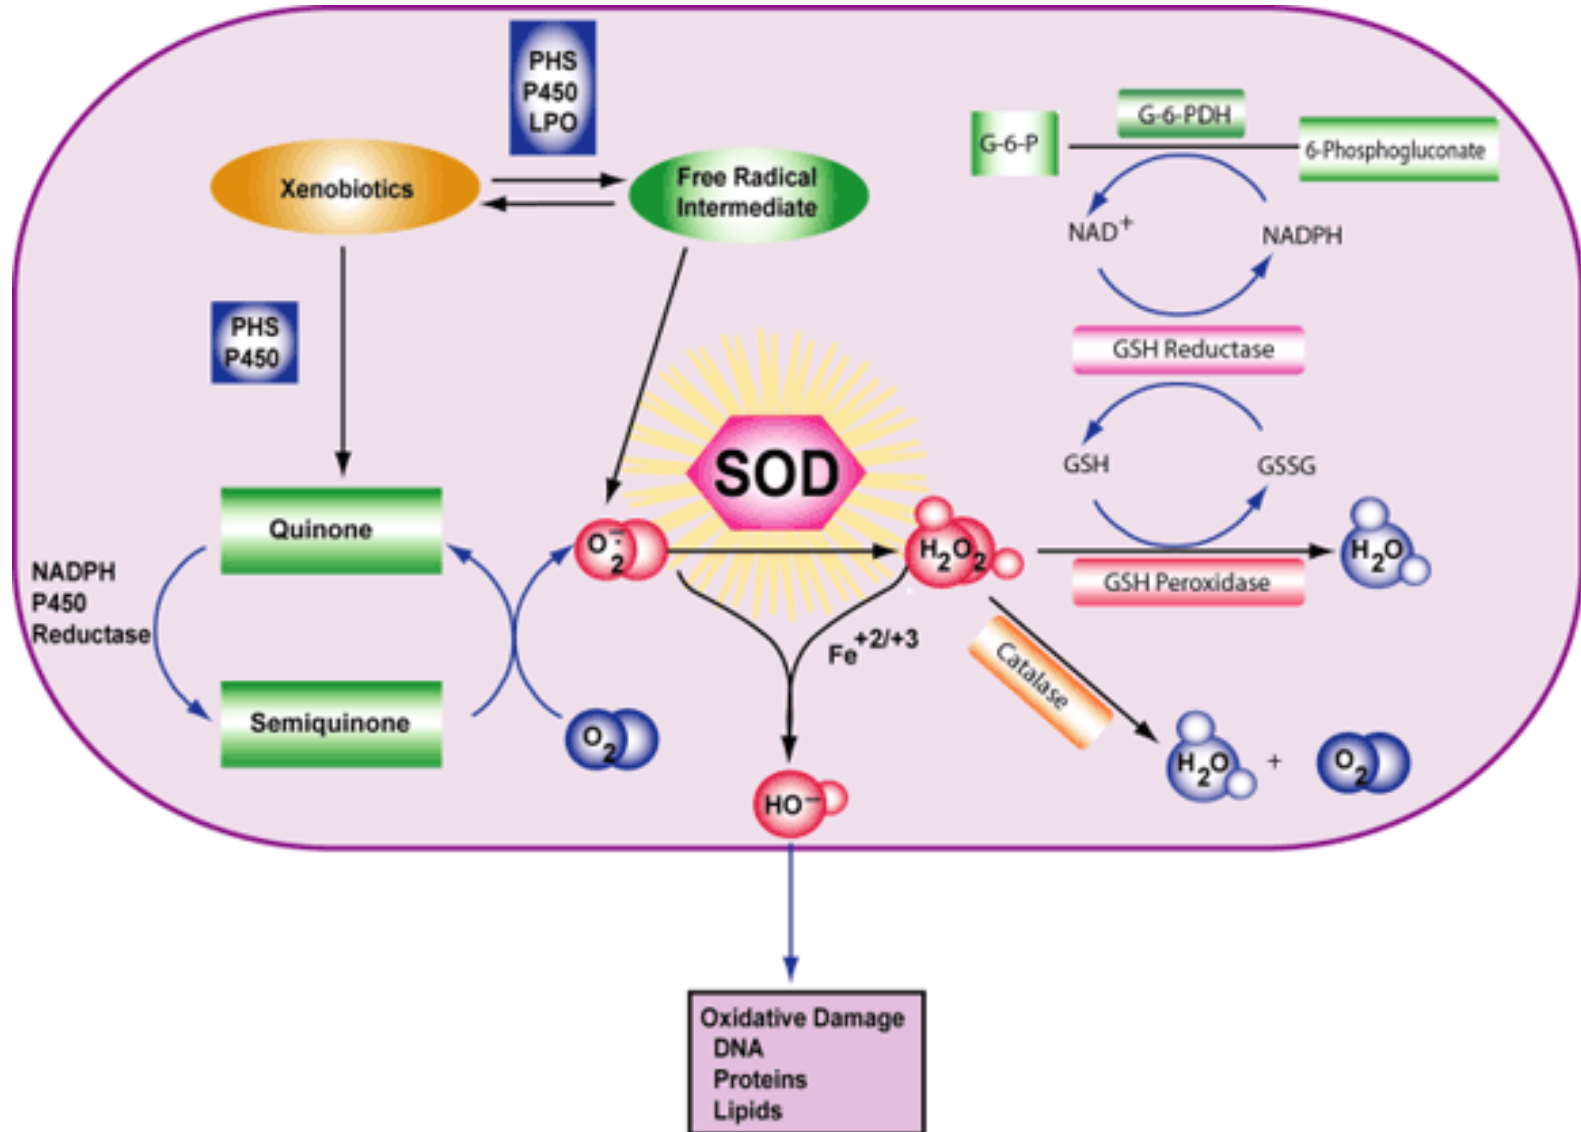 PHS
P450
LPO
Xenobiotics
Free Radical
Intermediate
G-6-P
G-6-PDH
6-Phosphogluconate
NAD⁺
NADPH
PHS
P450
GSH Reductase
SOD
GSH
GSSG
Quinone
O₂⁻̇
H₂O₂
H₂O
GSH Peroxidase
NADPH
P450
Reductase
Fe⁺²/⁺³
Catalase
Semiquinone
O₂
H₂O + O₂
HO⁻
Oxidative Damage
DNA
Proteins
Lipids